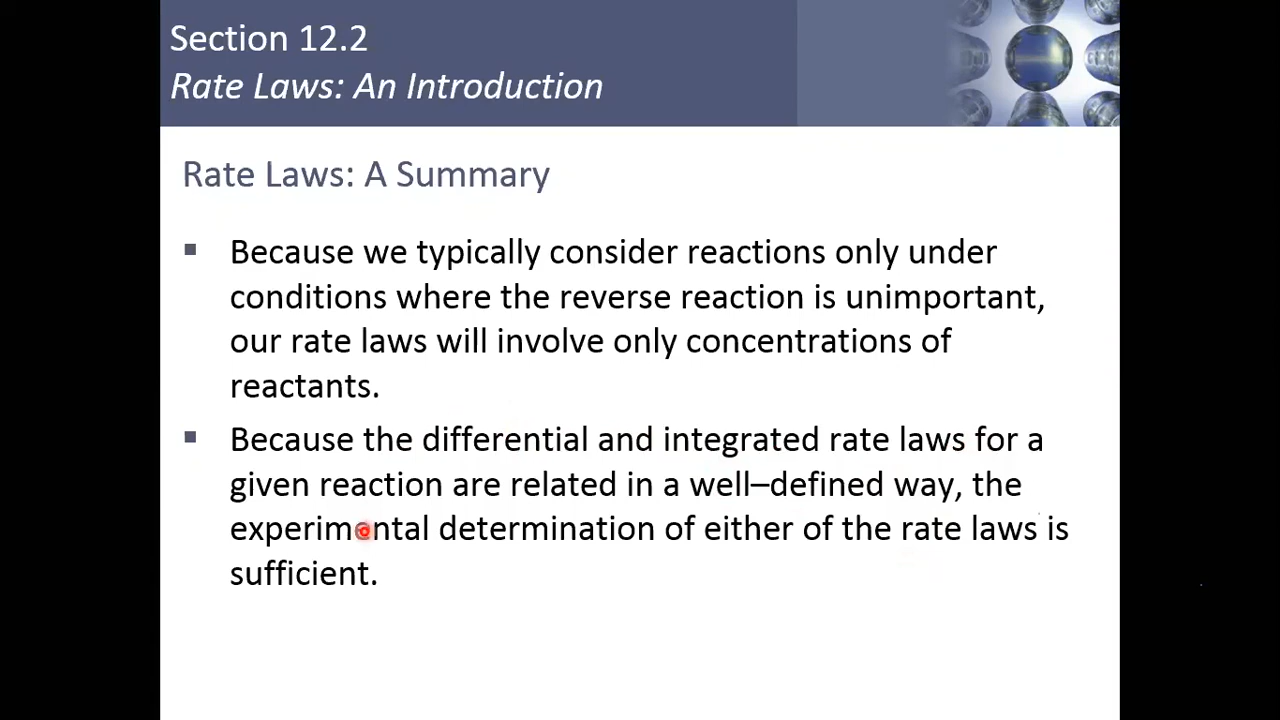 Section 12.2
Rate Laws: An Introduction
Rate Laws: A Summary
Because we typically consider reactions only under
conditions where the reverse reaction is unimportant,
our rate laws will involve only concentrations of
reactants.
Because the differential and integrated rate laws for a
given reaction are related in a well–defined way, the
experimental determination of either of the rate laws is
sufficient.